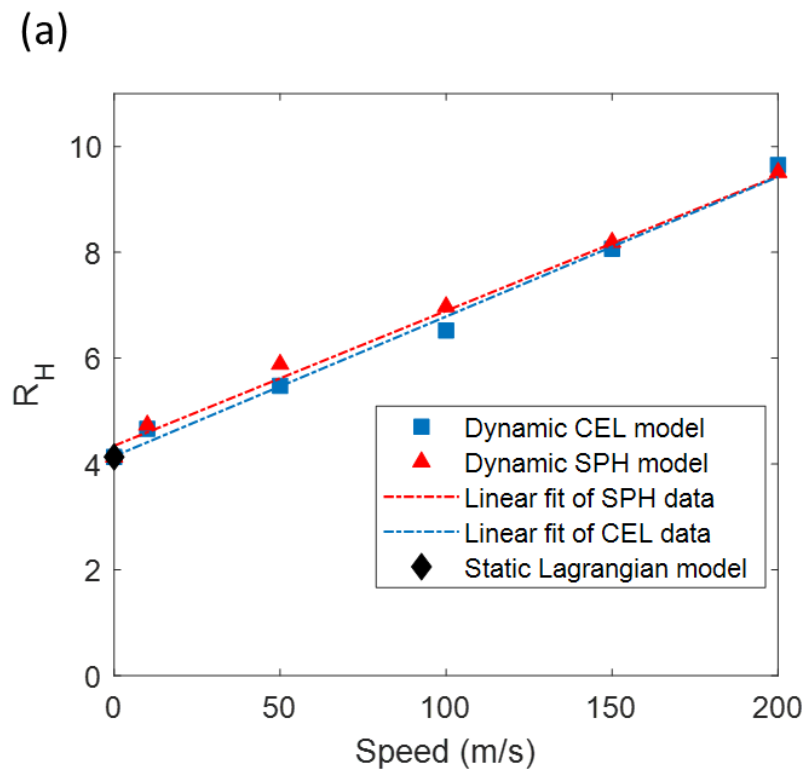 (a)
10
8
6
4
2
0
R_H
0 50 100 150 200
Speed (m/s)
Dynamic CEL model
Dynamic SPH model
Linear fit of SPH data
Linear fit of CEL data
Static Lagrangian model